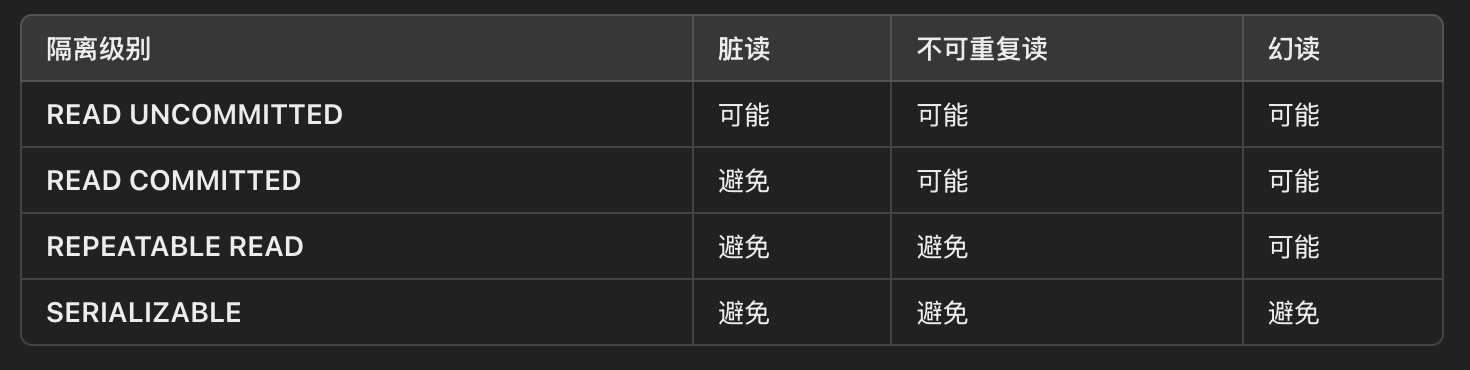 隔离级别 脏读 不可重复读 幻读
READ UNCOMMITTED 可能 可能 可能
READ COMMITTED 避免 可能 可能
REPEATABLE READ 避免 避免 可能
SERIALIZABLE 避免 避免 避免